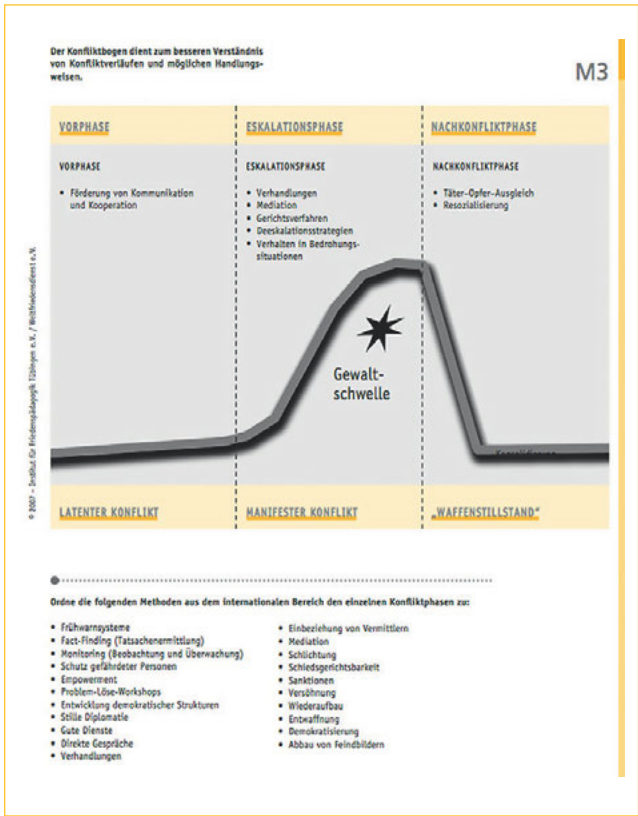 Der Konfliktbogen dient zum besseren Verständnis
von Konfliktverläufen und möglichen Handlungs-
weisen.
M3
VORPHASE
ESKALATIONSPHASE
NACHKONFLIKTPHASE
VORPHASE
• Förderung von Kommunikation
und Kooperation
ESKALATIONSPHASE
• Verhandlungen
• Mediation
• Gerichtsverfahren
• Deeskalationsstrategien
• Verhalten in Bedrohungs-
situationen
NACHKONFLIKTPHASE
• Täter-Opfer-Ausgleich
• Resozialisierung
Gewalt-
schwelle
LATENTER KONFLIKT
MANIFESTER KONFLIKT
„WAFFENSTILLSTAND"
© 2007 – Institut für Friedenspädagogik Tübingen e.V. / Weltfriedensdienst e.V.
Ordne die folgenden Methoden aus dem internationalen Bereich den einzelnen Konfliktphasen zu:
• Frühwarnsysteme
• Fact-Finding (Tatsachenermittlung)
• Monitoring (Beobachtung und Überwachung)
• Schutz gefährdeter Personen
• Empowerment
• Problem-Löse-Workshops
• Entwicklung demokratischer Strukturen
• Stille Diplomatie
• Gute Dienste
• Direkte Gespräche
• Verhandlungen
• Einbeziehung von Vermittlern
• Mediation
• Schlichtung
• Schiedsgerichtsbarkeit
• Sanktionen
• Versöhnung
• Wiederaufbau
• Entwaffnung
• Demokratisierung
• Abbau von Feindbildern